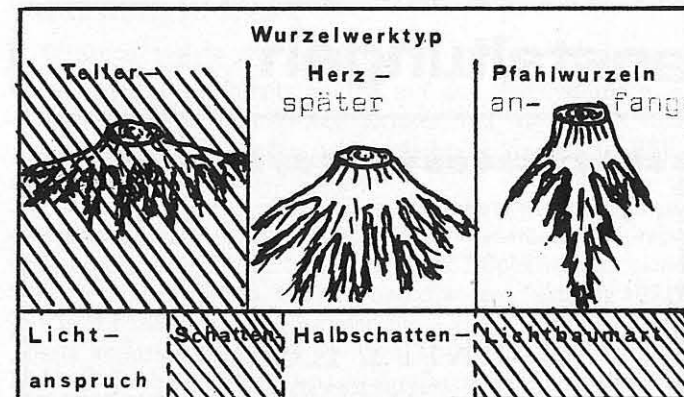 Wurzelwerktyp
Teller– Herz– Pfahlwurzeln
später an– fang
Licht– Schatten- Halbschatten– Lichtbaumart
anspruch